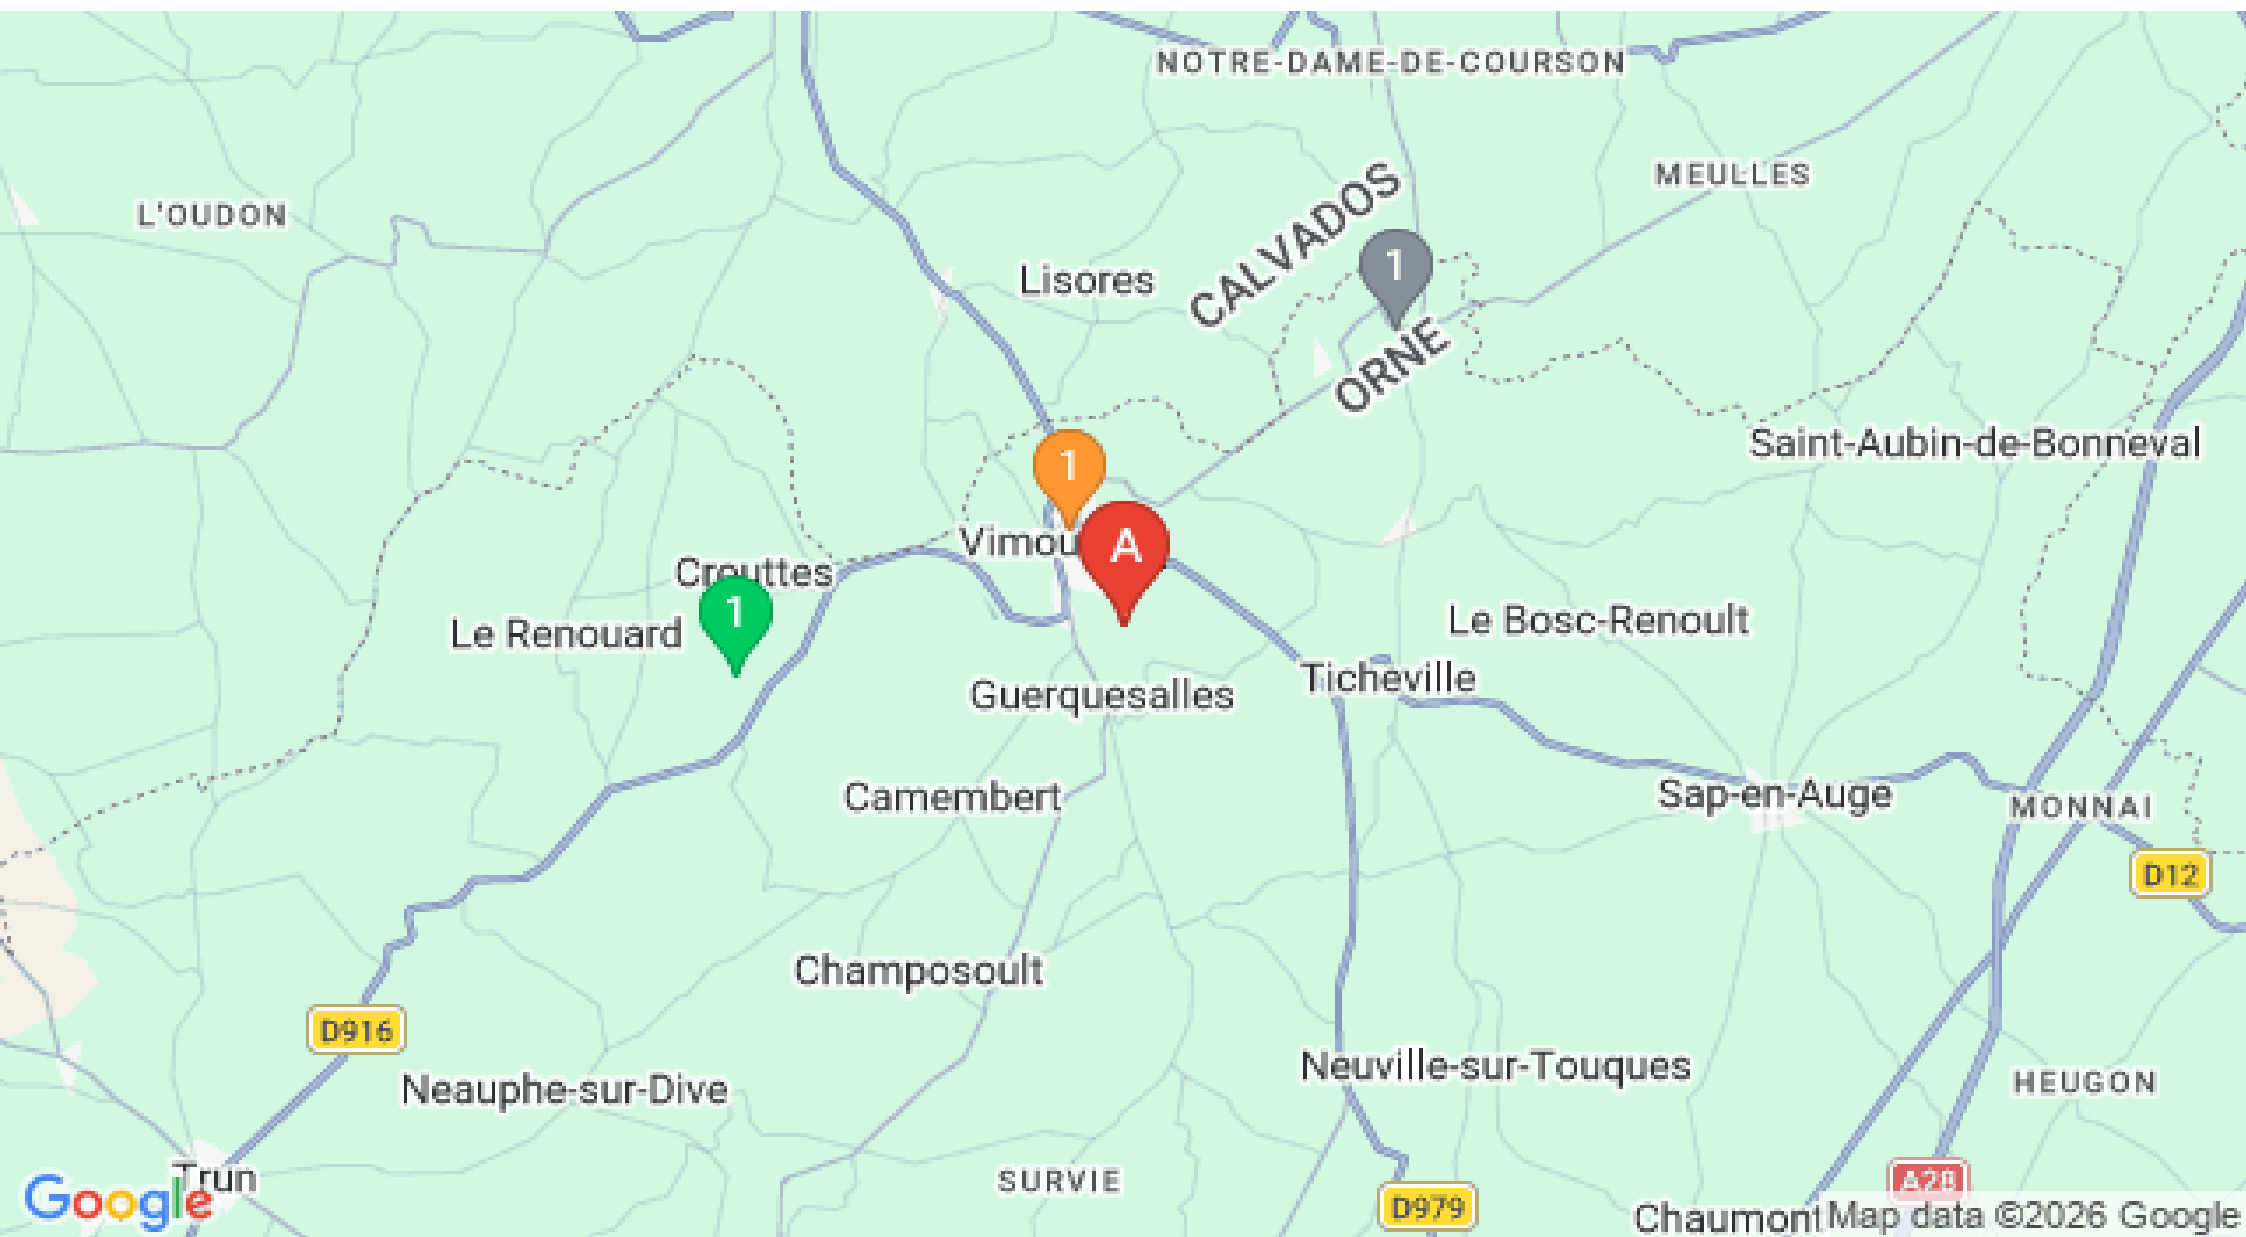 NOTRE-DAME-DE-COURSON
MEULLES
L'OUDON
CALVADOS
1
Lisores
ORNE
Saint-Aubin-de-Bonneval
1
A
Crouttes
1
Le Renouard
Le Bosc-Renoult
Ticheville
Guerquesalles
Camembert
Sap-en-Auge
MONNAI
D12
Champosoult
D916
Neauphe-sur-Dive
Neuville-sur-Touques
HEUGON
Trun
SURVIE
A28
D979
Google
Chaumont
Map data ©2026 Google